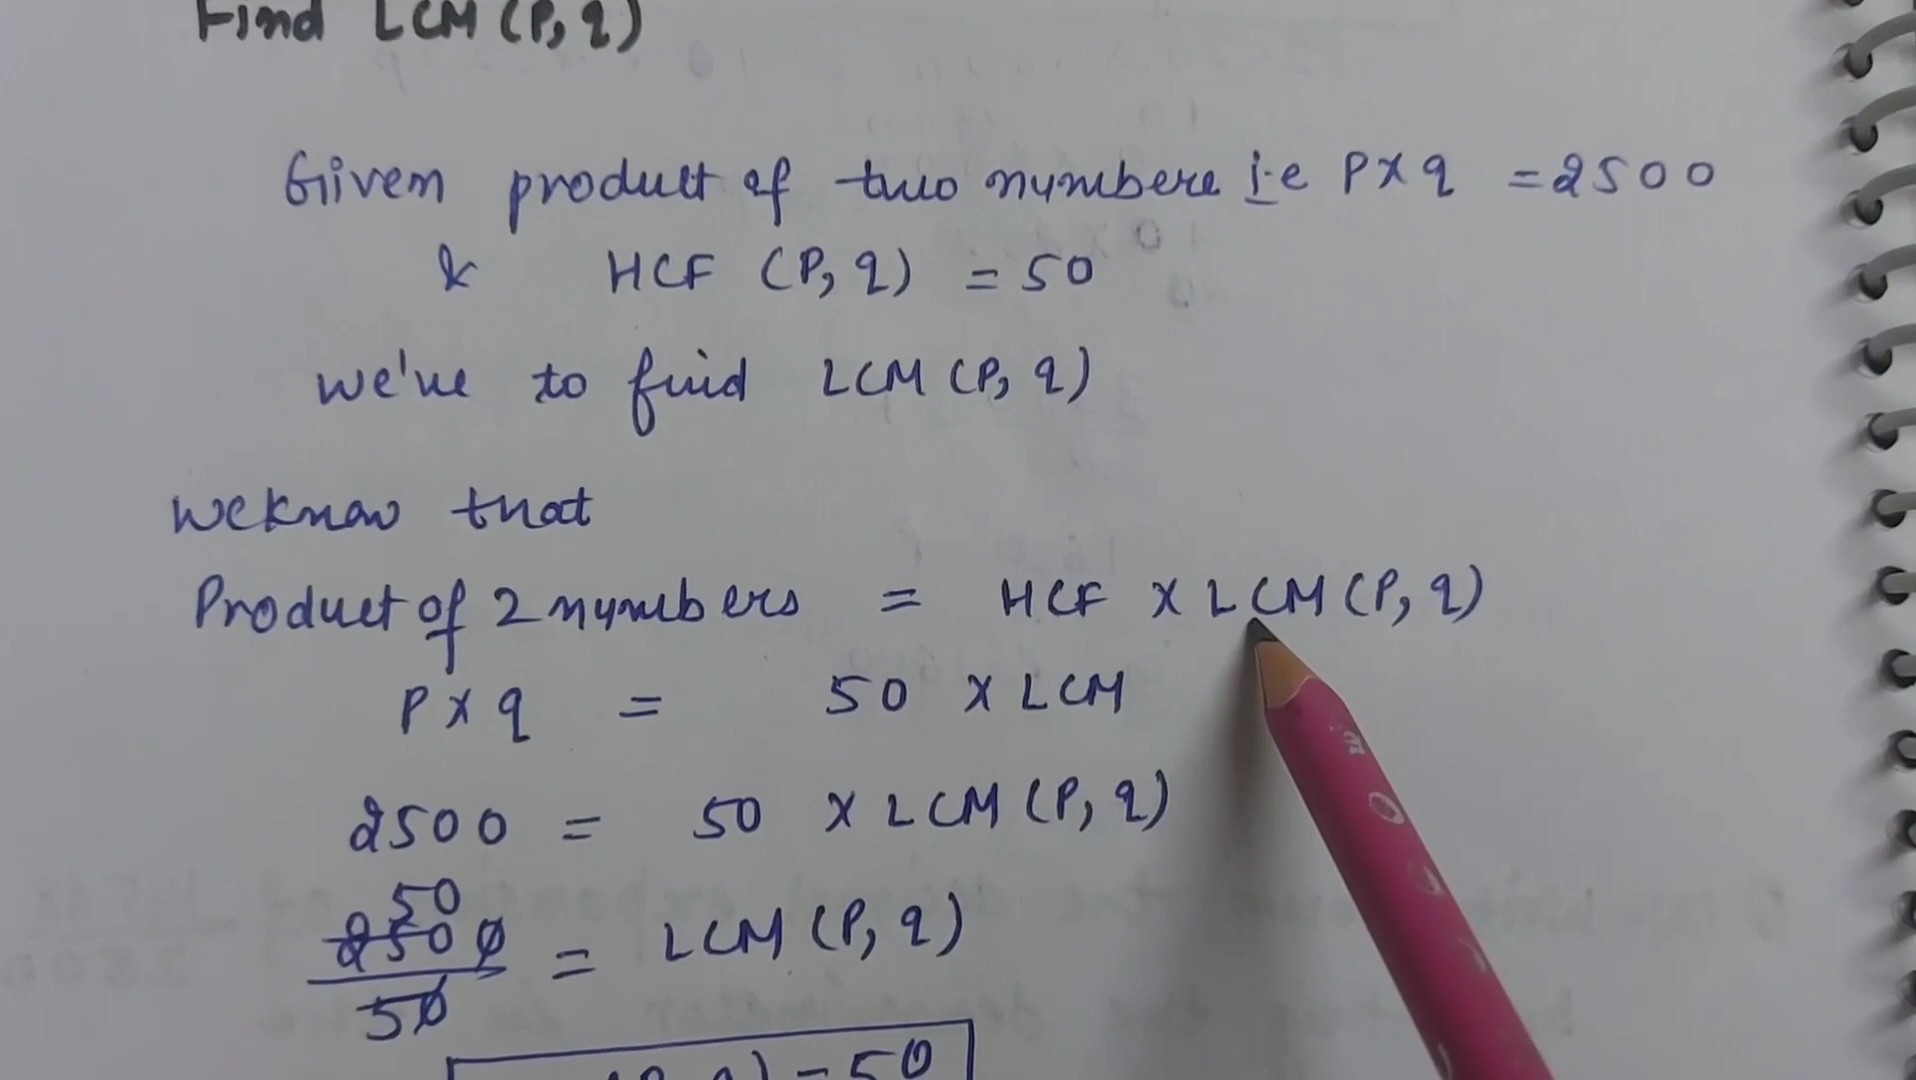 Find LCM (P, q)
Given product of two numbers i.e P × q = 2500
& HCF (P, q) = 50
we've to find LCM (P, q)
we know that
Product of 2 numbers = HCF × LCM (P, q)
P × q = 50 × LCM
2500 = 50 × LCM (P, q)
50
2500
50
= LCM (P, q)
(P, q) = 50